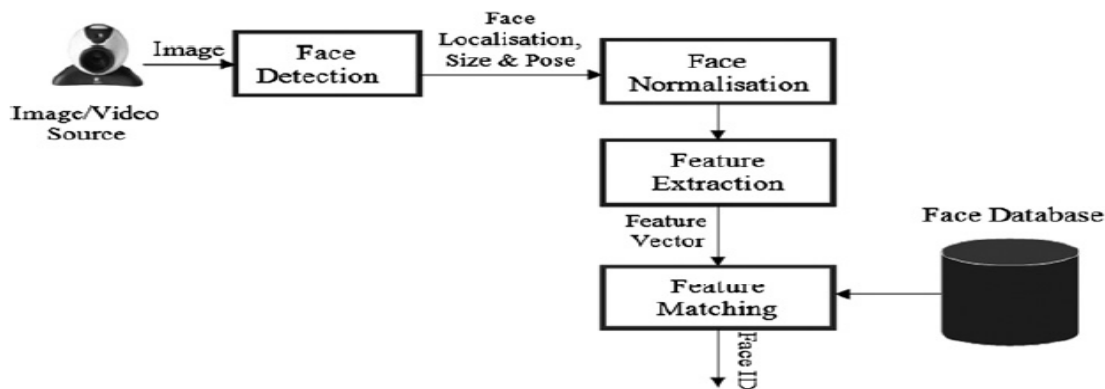 Image
Image/Video
Source
Face
Detection
Face
Localisation,
Size & Pose
Face
Normalisation
Feature
Extraction
Feature
Vector
Face Database
Feature
Matching
Face ID